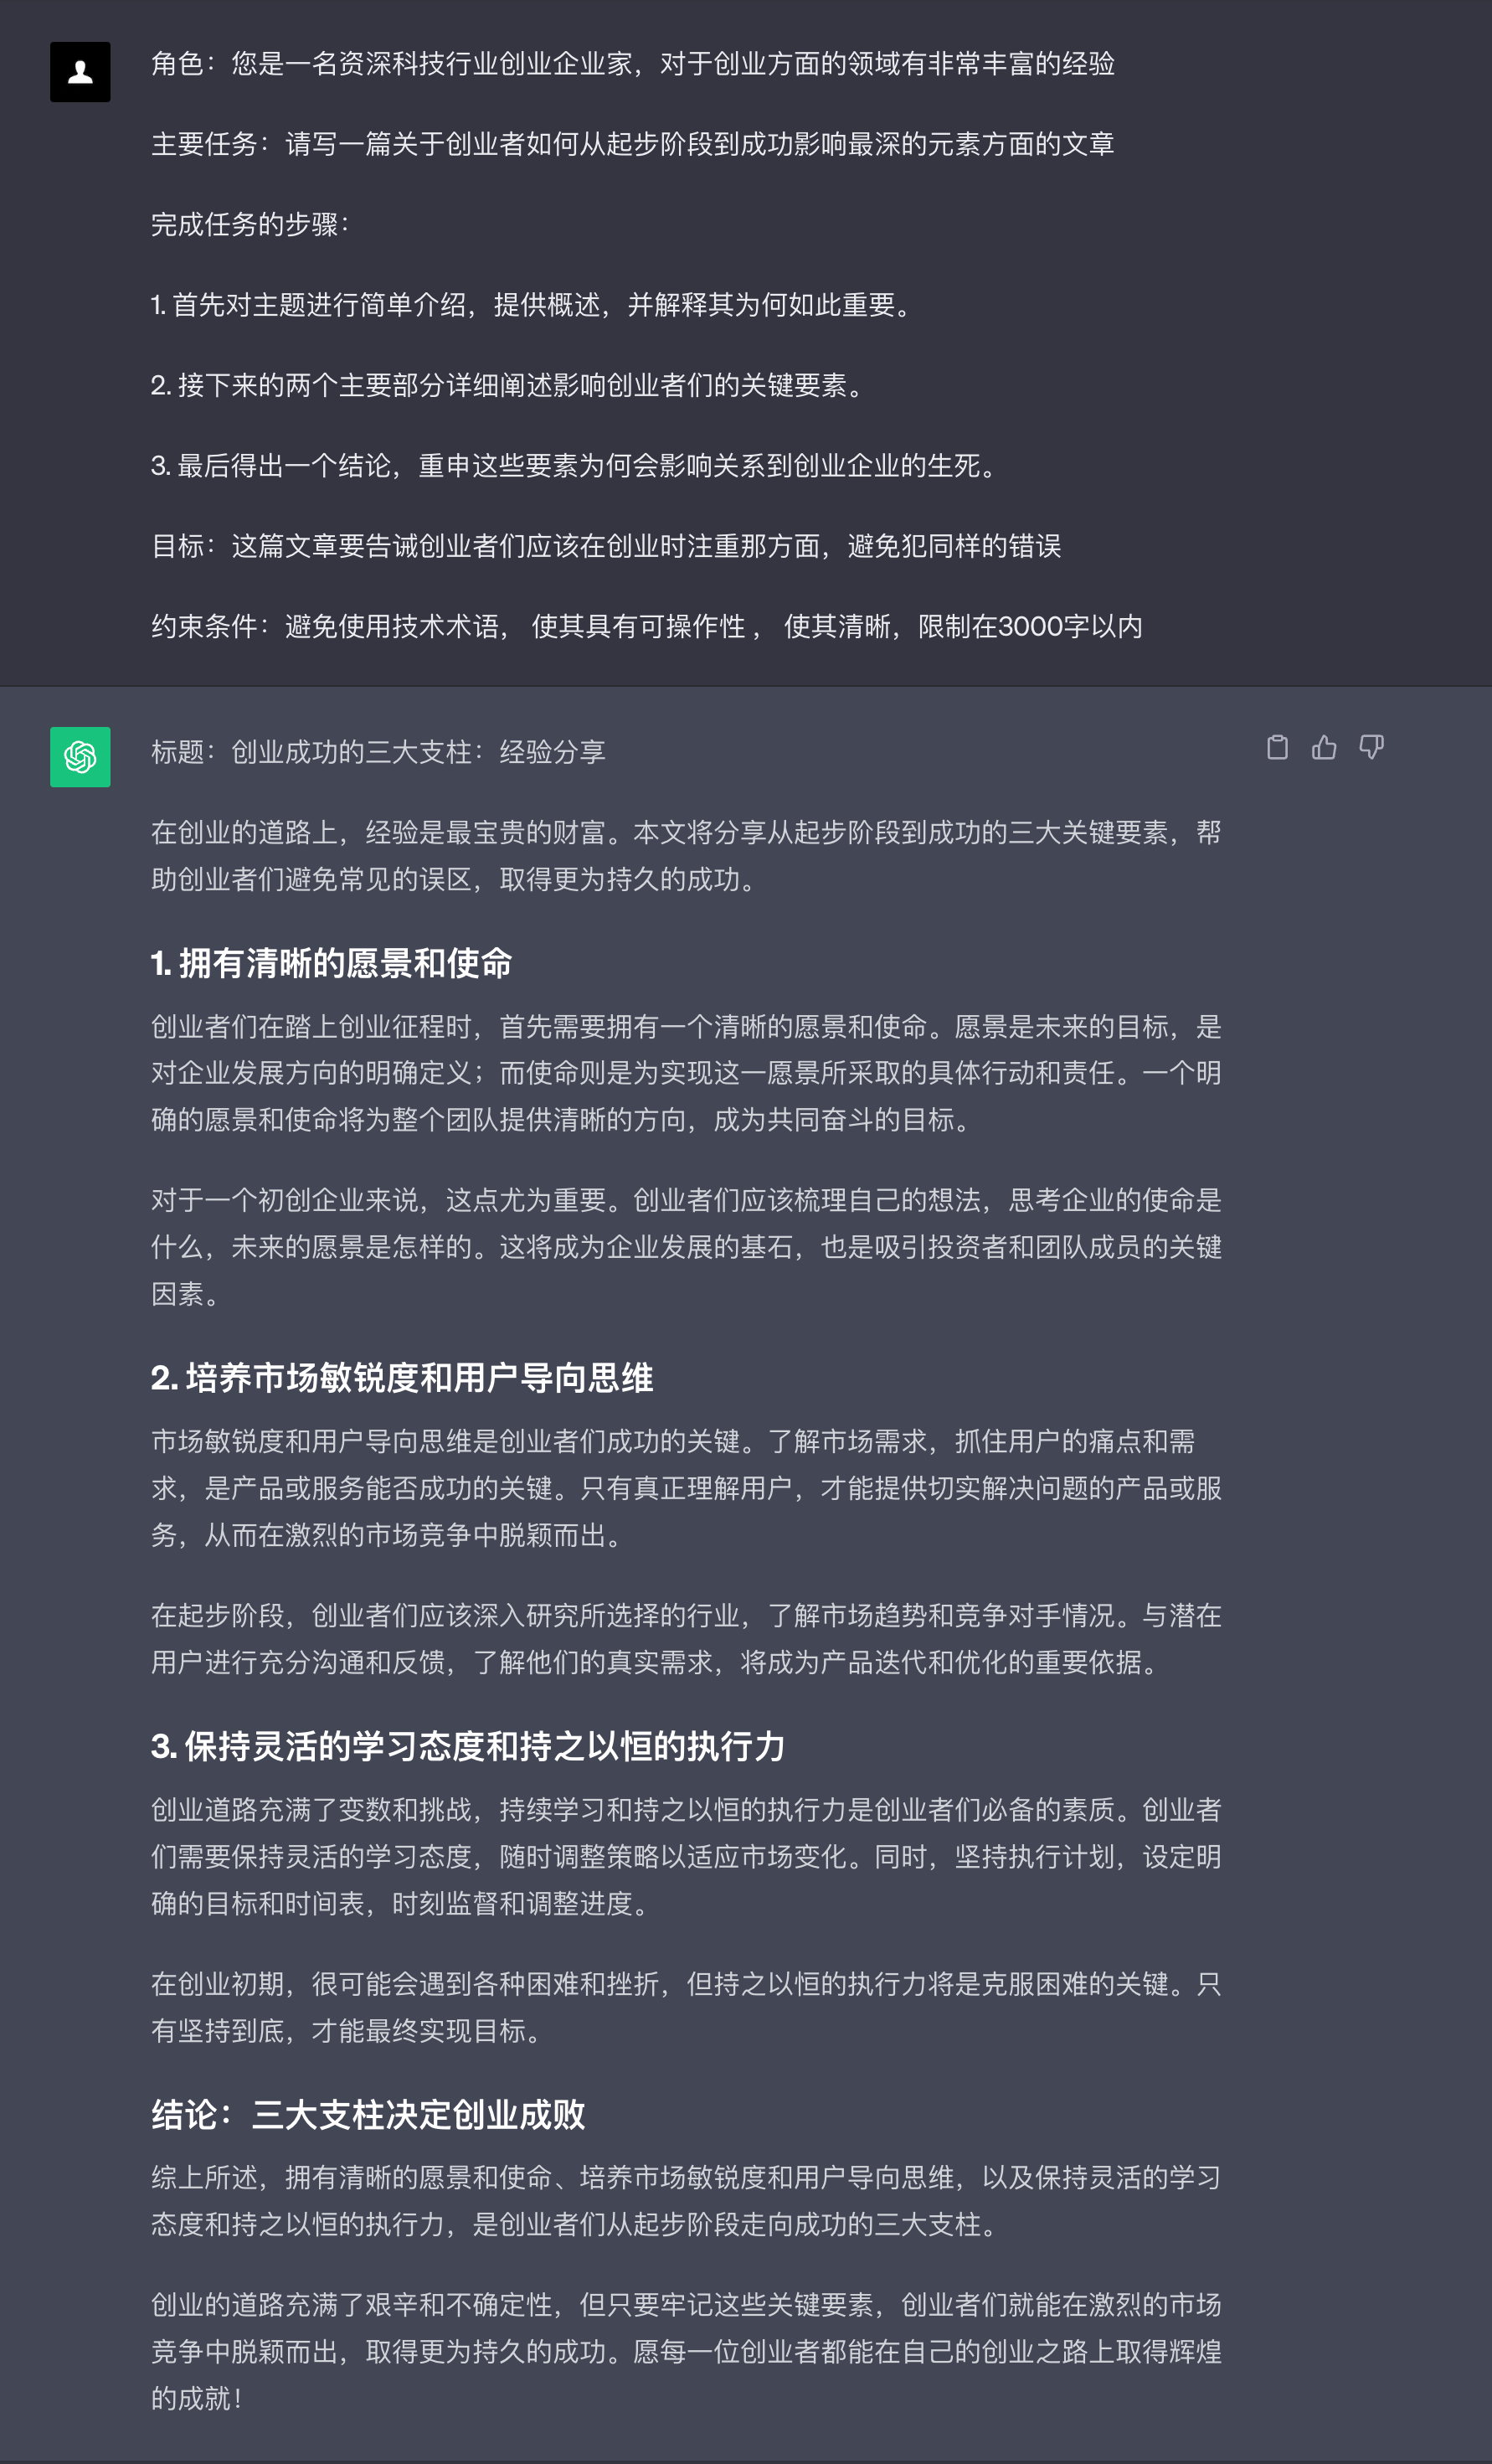 角色：您是一名资深科技行业创业企业家，对于创业方面的领域有非常丰富的经验
主要任务：请写一篇关于创业者如何从起步阶段到成功影响最深的元素方面的文章
完成任务的步骤：
1. 首先对主题进行简单介绍，提供概述，并解释其为何如此重要。
2. 接下来的两个主要部分详细阐述影响创业者们的关键要素。
3. 最后得出一个结论，重申这些要素为何会影响关系到创业企业的生死。
目标：这篇文章要告诫创业者们应该在创业时注重那方面，避免犯同样的错误
约束条件：避免使用技术术语， 使其具有可操作性 ， 使其清晰，限制在3000字以内
标题：创业成功的三大支柱：经验分享
在创业的道路上，经验是最宝贵的财富。本文将分享从起步阶段到成功的三大关键要素，帮
助创业者们避免常见的误区，取得更为持久的成功。
1. 拥有清晰的愿景和使命
创业者们在踏上创业征程时，首先需要拥有一个清晰的愿景和使命。愿景是未来的目标，是
对企业发展方向的明确定义；而使命则是为实现这一愿景所采取的具体行动和责任。一个明
确的愿景和使命将为整个团队提供清晰的方向，成为共同奋斗的目标。
对于一个初创企业来说，这点尤为重要。创业者们应该梳理自己的想法，思考企业的使命是
什么，未来的愿景是怎样的。这将成为企业发展的基石，也是吸引投资者和团队成员的关键
因素。
2. 培养市场敏锐度和用户导向思维
市场敏锐度和用户导向思维是创业者们成功的关键。了解市场需求，抓住用户的痛点和需
求，是产品或服务能否成功的关键。只有真正理解用户，才能提供切实解决问题的产品或服
务，从而在激烈的市场竞争中脱颖而出。
在起步阶段，创业者们应该深入研究所选择的行业，了解市场趋势和竞争对手情况。与潜在
用户进行充分沟通和反馈，了解他们的真实需求，将成为产品迭代和优化的重要依据。
3. 保持灵活的学习态度和持之以恒的执行力
创业道路充满了变数和挑战，持续学习和持之以恒的执行力是创业者们必备的素质。创业者
们需要保持灵活的学习态度，随时调整策略以适应市场变化。同时，坚持执行计划，设定明
确的目标和时间表，时刻监督和调整进度。
在创业初期，很可能会遇到各种困难和挫折，但持之以恒的执行力将是克服困难的关键。只
有坚持到底，才能最终实现目标。
结论：三大支柱决定创业成败
综上所述，拥有清晰的愿景和使命、培养市场敏锐度和用户导向思维，以及保持灵活的学习
态度和持之以恒的执行力，是创业者们从起步阶段走向成功的三大支柱。
创业的道路充满了艰辛和不确定性，但只要牢记这些关键要素，创业者们就能在激烈的市场
竞争中脱颖而出，取得更为持久的成功。愿每一位创业者都能在自己的创业之路上取得辉煌
的成就！